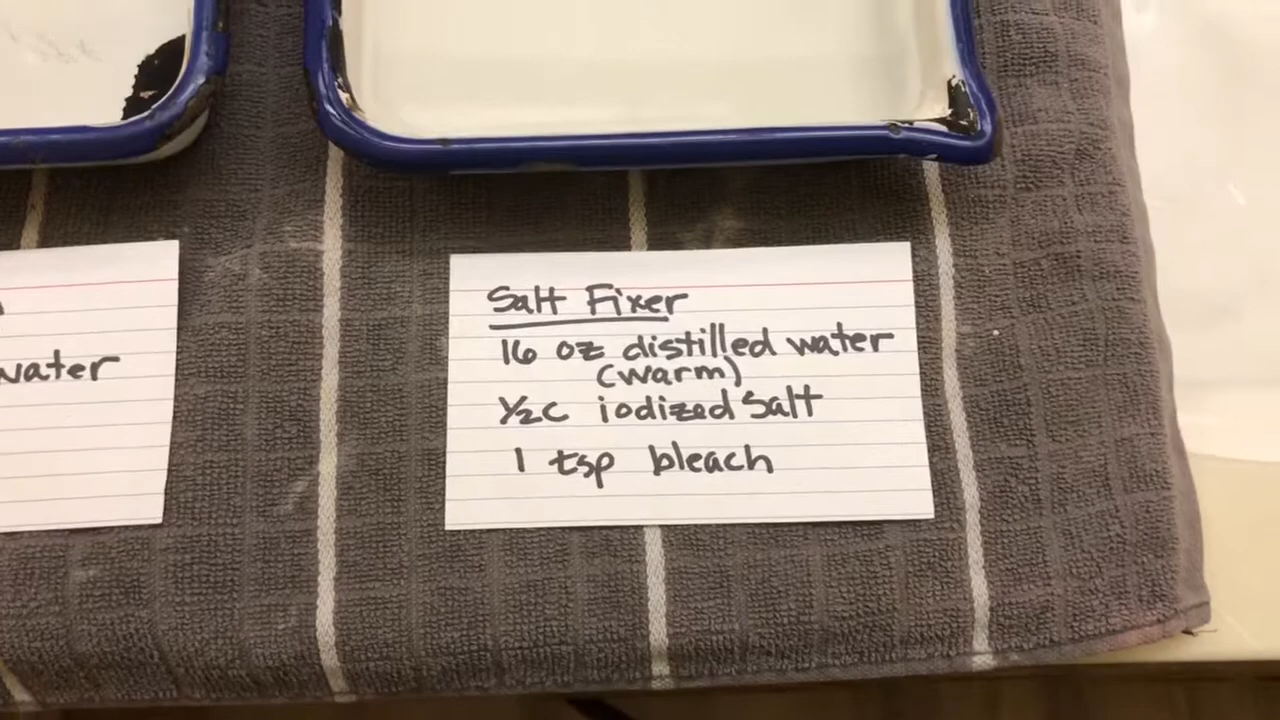 water
Salt Fixer
16 oz distilled water
(warm)
½c iodized Salt
1 tsp bleach